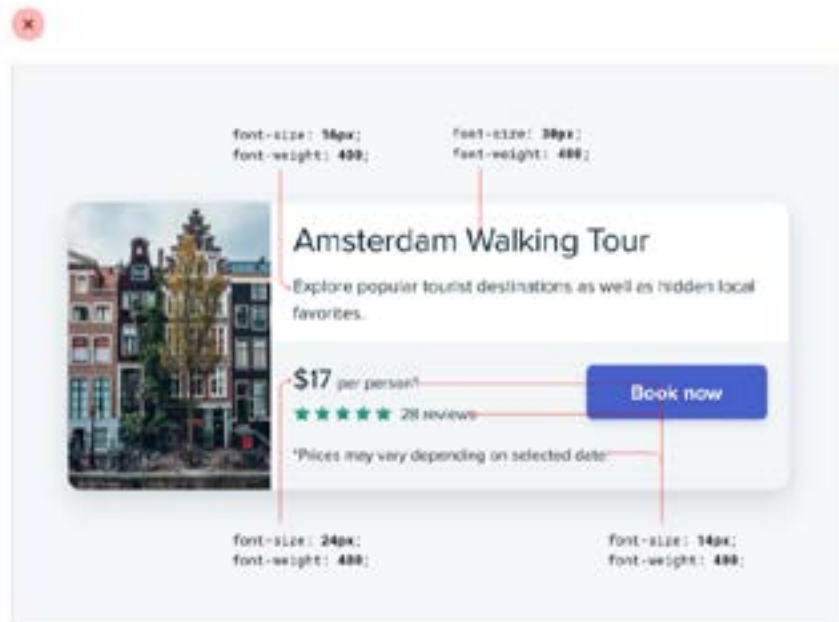 font-size: 16px;
font-weight: 400;
font-size: 30px;
font-weight: 400;
Amsterdam Walking Tour
Explore popular tourist destinations as well as hidden local
favorites.
$17 per person*
Book now
★★★★★ 28 reviews
*Prices may vary depending on selected date
font-size: 24px;
font-weight: 400;
font-size: 14px;
font-weight: 400;